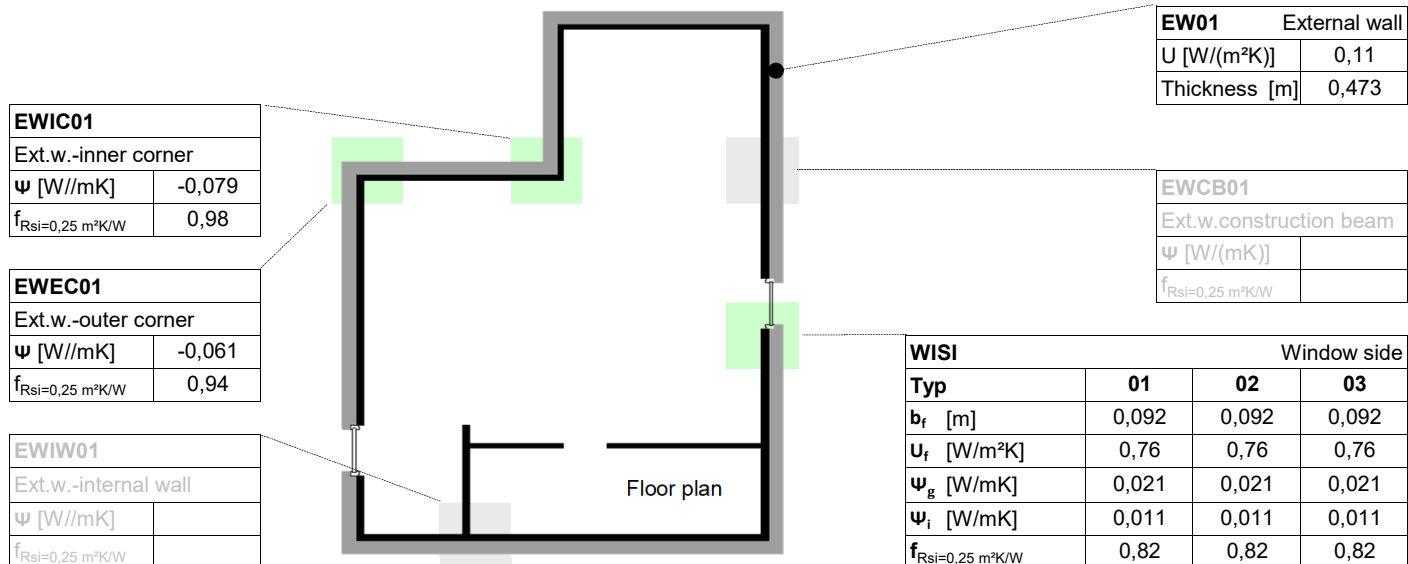 EW01 External wall
U [W/(m²K)] 0,11
Thickness [m] 0,473
EWIC01
Ext.w.-inner corner
Ψ [W//mK] -0,079
fRsi=0,25 m²K/W 0,98
EWCB01
Ext.w.construction beam
Ψ [W/(mK)]
fRsi=0,25 m²K/W
EWEC01
Ext.w.-outer corner
Ψ [W//mK] -0,061
fRsi=0,25 m²K/W 0,94
WISI Window side
Typ 01 02 03
bf [m] 0,092 0,092 0,092
Uf [W/m²K] 0,76 0,76 0,76
Ψg [W/mK] 0,021 0,021 0,021
Ψi [W/mK] 0,011 0,011 0,011
fRsi=0,25 m²K/W 0,82 0,82 0,82
EWIW01
Ext.w.-internal wall
Ψ [W//mK]
fRsi=0,25 m²K/W
Floor plan